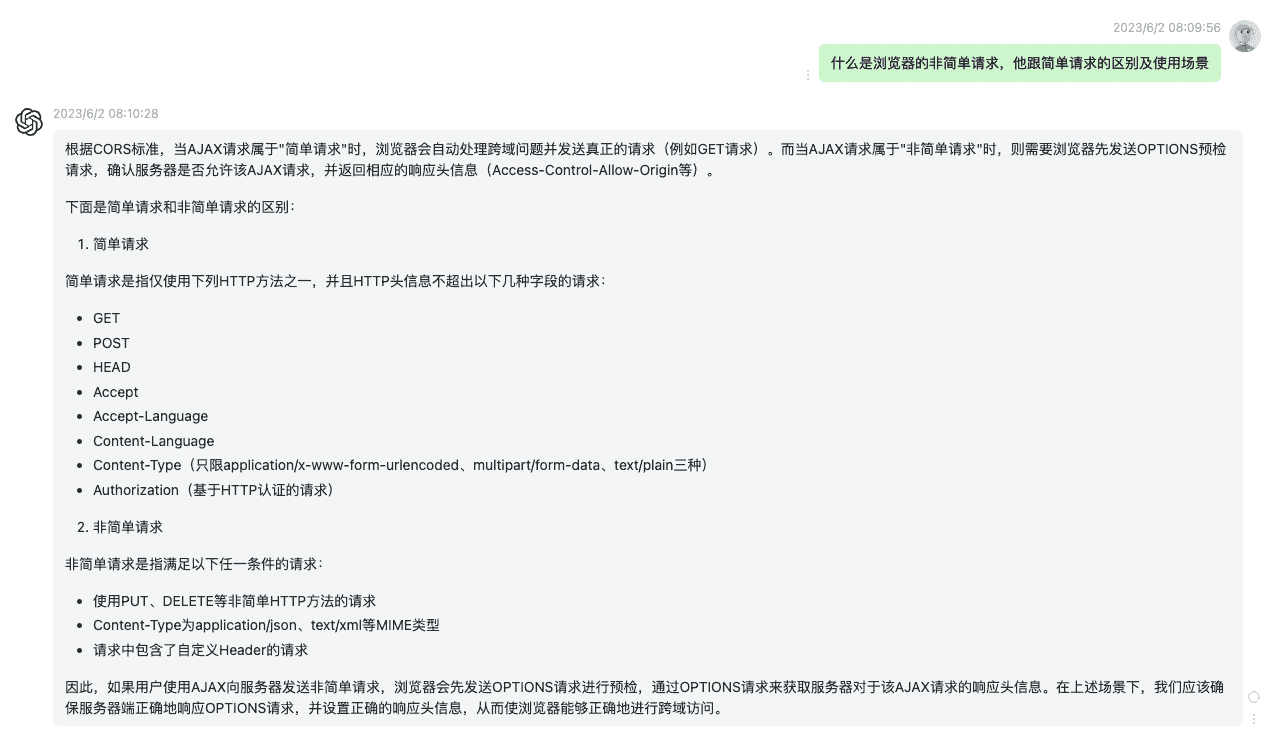 2023/6/2 08:09:56
什么是浏览器的非简单请求，他跟简单请求的区别及使用场景
2023/6/2 08:10:28
根据CORS标准，当AJAX请求属于"简单请求"时，浏览器会自动处理跨域问题并发送真正的请求（例如GET请求）。而当AJAX请求属于"非简单请求"时，则需要浏览器先发送OPTIONS预检
请求，确认服务器是否允许该AJAX请求，并返回相应的响应头信息（Access-Control-Allow-Origin等）。
下面是简单请求和非简单请求的区别：
1. 简单请求
简单请求是指仅使用下列HTTP方法之一，并且HTTP头信息不超出以下几种字段的请求：
• GET
• POST
• HEAD
• Accept
• Accept-Language
• Content-Language
• Content-Type（只限application/x-www-form-urlencoded、multipart/form-data、text/plain三种）
• Authorization（基于HTTP认证的请求）
2. 非简单请求
非简单请求是指满足以下任一条件的请求：
• 使用PUT、DELETE等非简单HTTP方法的请求
• Content-Type为application/json、text/xml等MIME类型
• 请求中包含了自定义Header的请求
因此，如果用户使用AJAX向服务器发送非简单请求，浏览器会先发送OPTIONS请求进行预检，通过OPTIONS请求来获取服务器对于该AJAX请求的响应头信息。在上述场景下，我们应该确
保服务器端正确地响应OPTIONS请求，并设置正确的响应头信息，从而使浏览器能够正确地进行跨域访问。